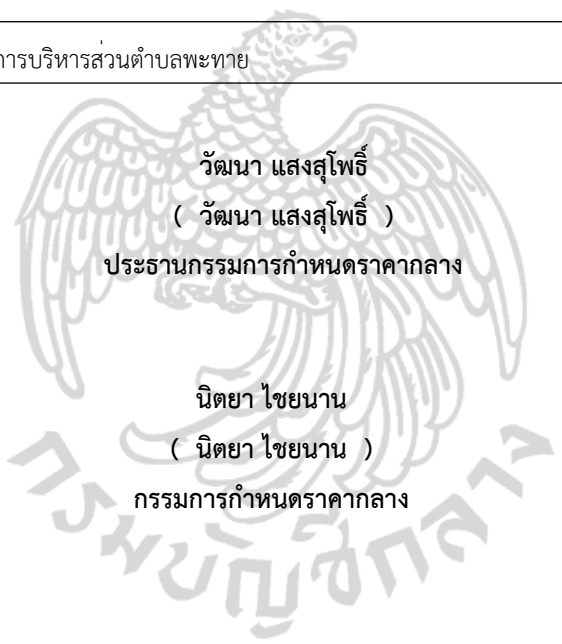 การบริหารส่วนตำบลพะทาย
วัฒนา แสงสุโพธิ์
( วัฒนา แสงสุโพธิ์ )
ประธานกรรมการกำหนดราคากลาง
นิตยา ไชยนาน
( นิตยา ไชยนาน )
กรรมการกำหนดราคากลาง
กรมบัญชีกลาง